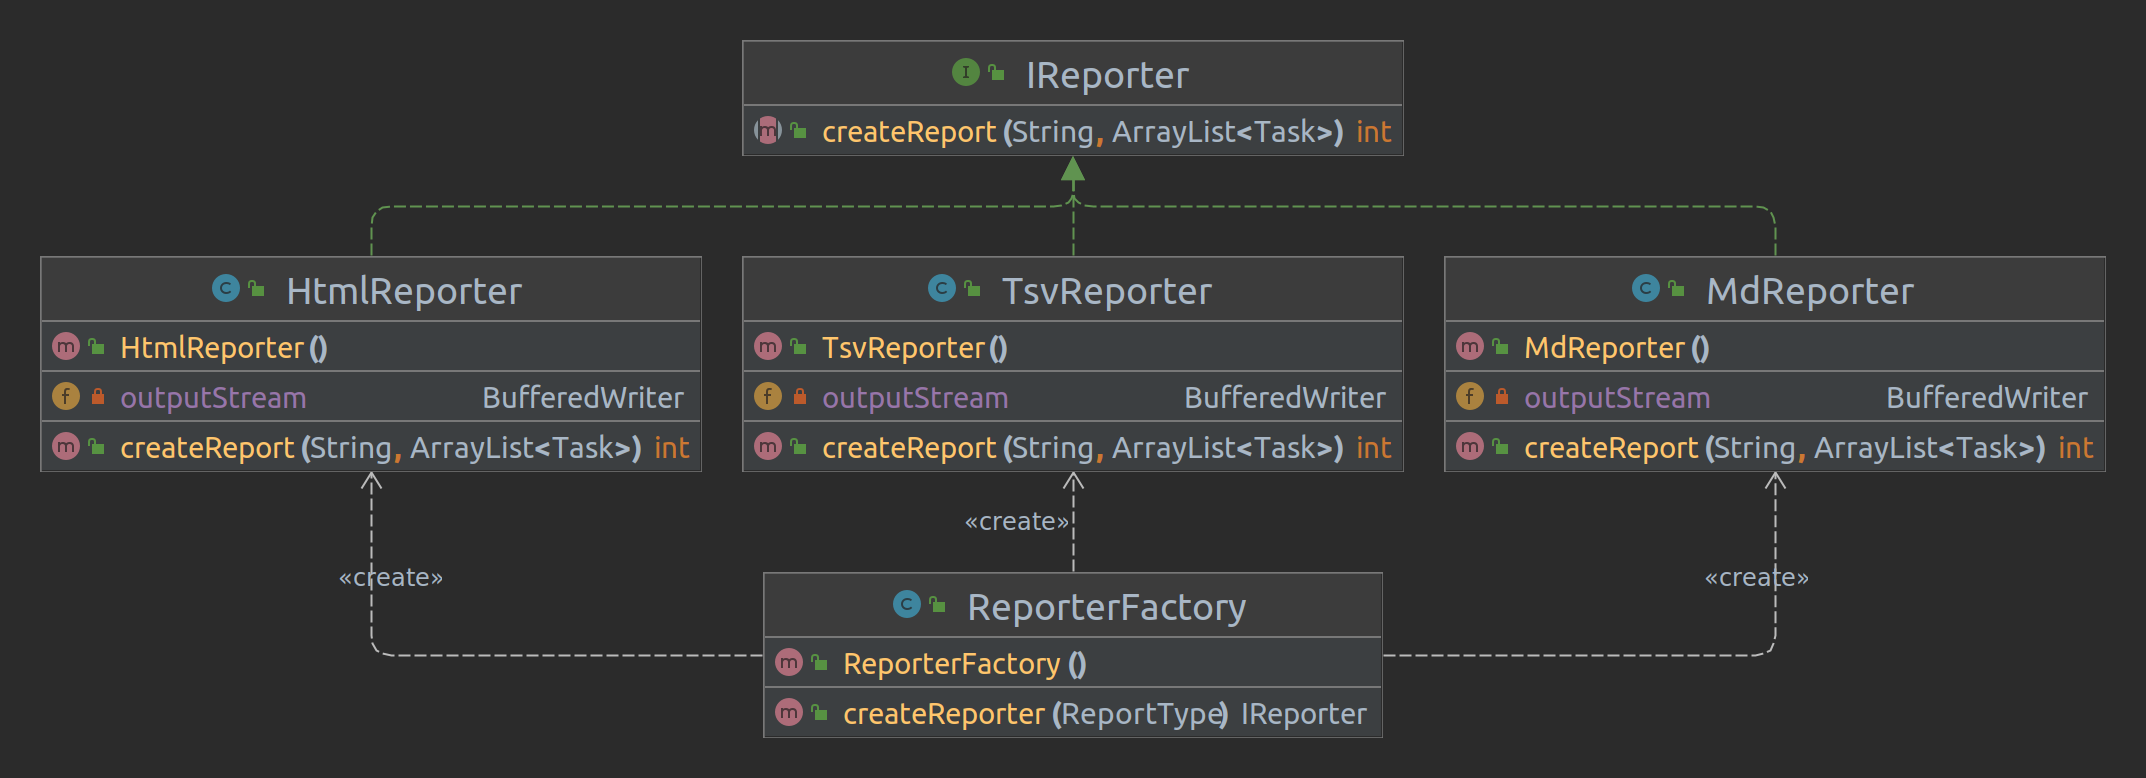 IReporter
createReport(String, ArrayList<Task>) int
HtmlReporter
HtmlReporter()
outputStream BufferedWriter
createReport(String, ArrayList<Task>) int
TsvReporter
TsvReporter()
outputStream BufferedWriter
createReport(String, ArrayList<Task>) int
MdReporter
MdReporter()
outputStream BufferedWriter
createReport(String, ArrayList<Task>) int
«create»
«create»
«create»
ReporterFactory
ReporterFactory()
createReporter(ReportType) IReporter